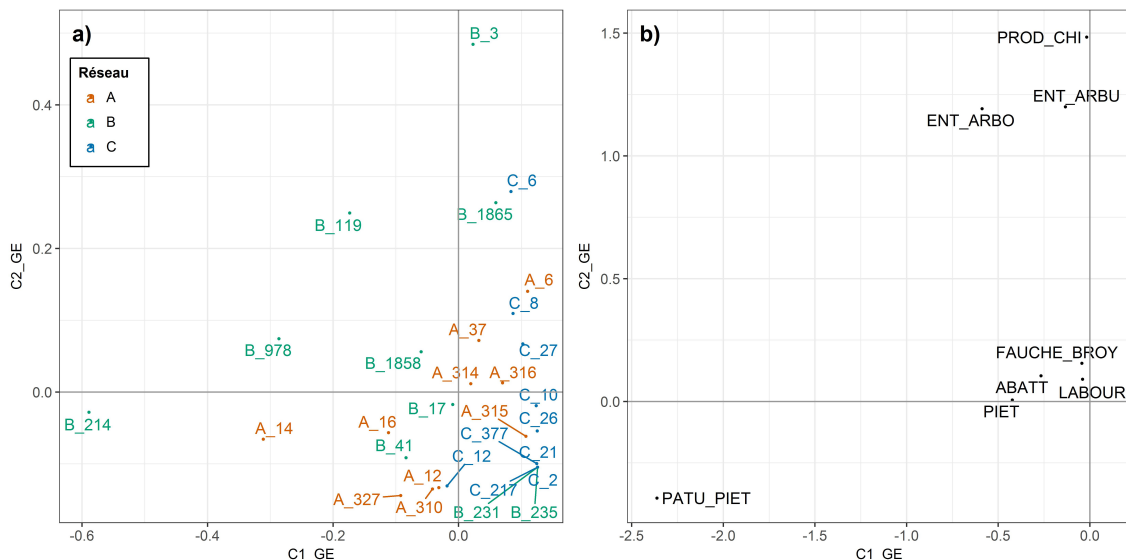 a)
Réseau
a A
a B
a C
B_3
C_6
B_1865
B_119
A_6
C_8
A_37
C_27
B_978
B_1858
A_314
A_316
C_10
B_17
A_315
C_26
B_214
A_14
A_16
C_377
B_41
C_21
C_12
A_12
C_2
C_217
A_327
A_310
B_231
B_235
0.4
0.2
0.0
-0.6
-0.4
-0.2
0.0
C1_GE
C2_GE
b)
PROD_CHI
ENT_ARBU
ENT_ARBO
FAUCHE_BROY
ABATT
LABOUR
PIET
PATU_PIET
1.5
1.0
0.5
0.0
-2.5
-2.0
-1.5
-1.0
-0.5
0.0
C1_GE
C2_GE